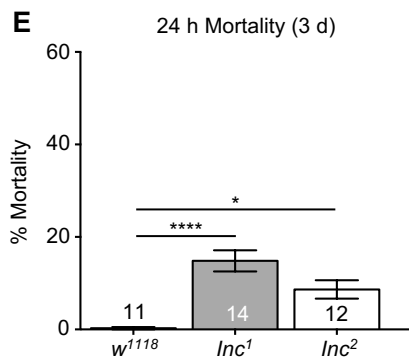 E
24 h Mortality (3 d)
% Mortality
60
40
20
0
*
****
11
14
12
w1118
Inc1
Inc2